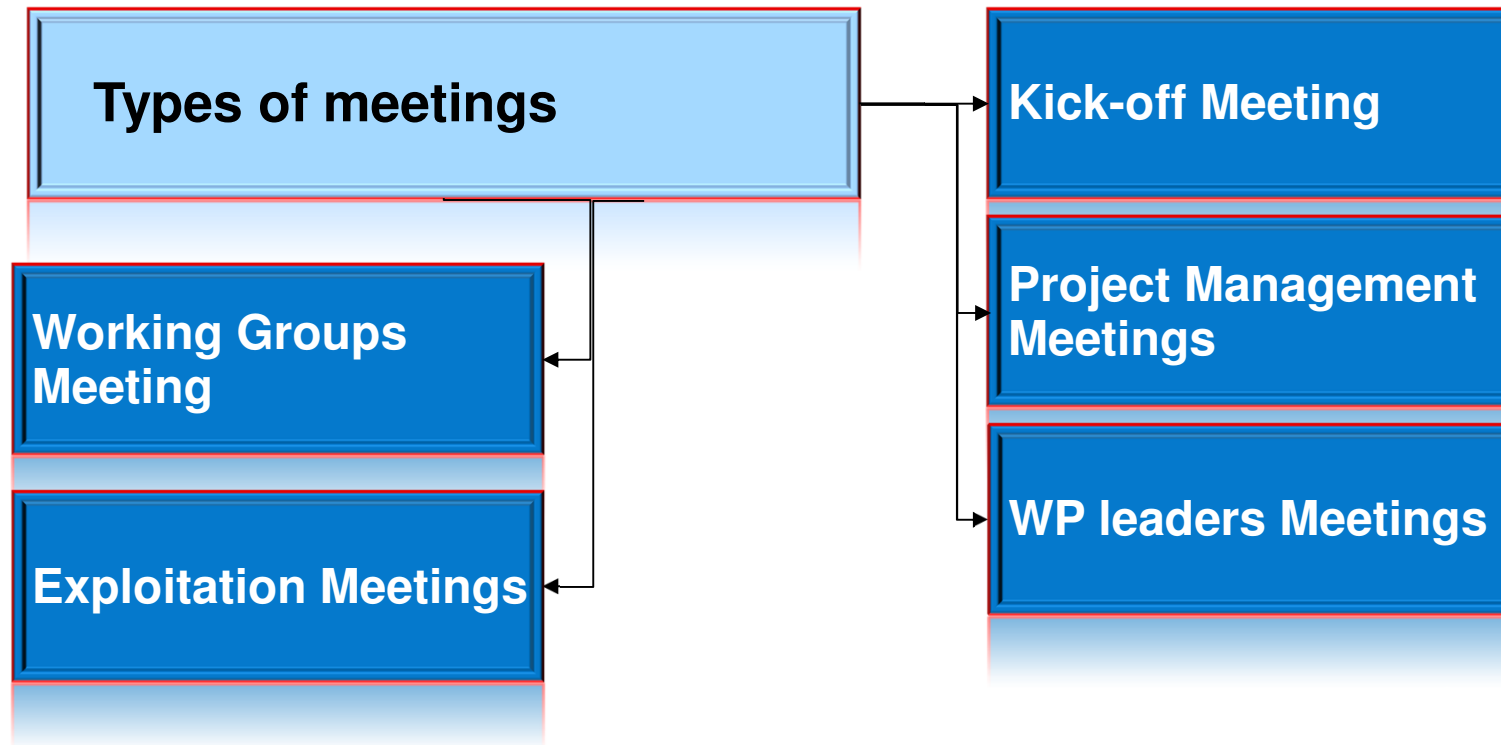 Types of meetings
Kick-off Meeting
Project Management
Meetings
WP leaders Meetings
Working Groups
Meeting
Exploitation Meetings